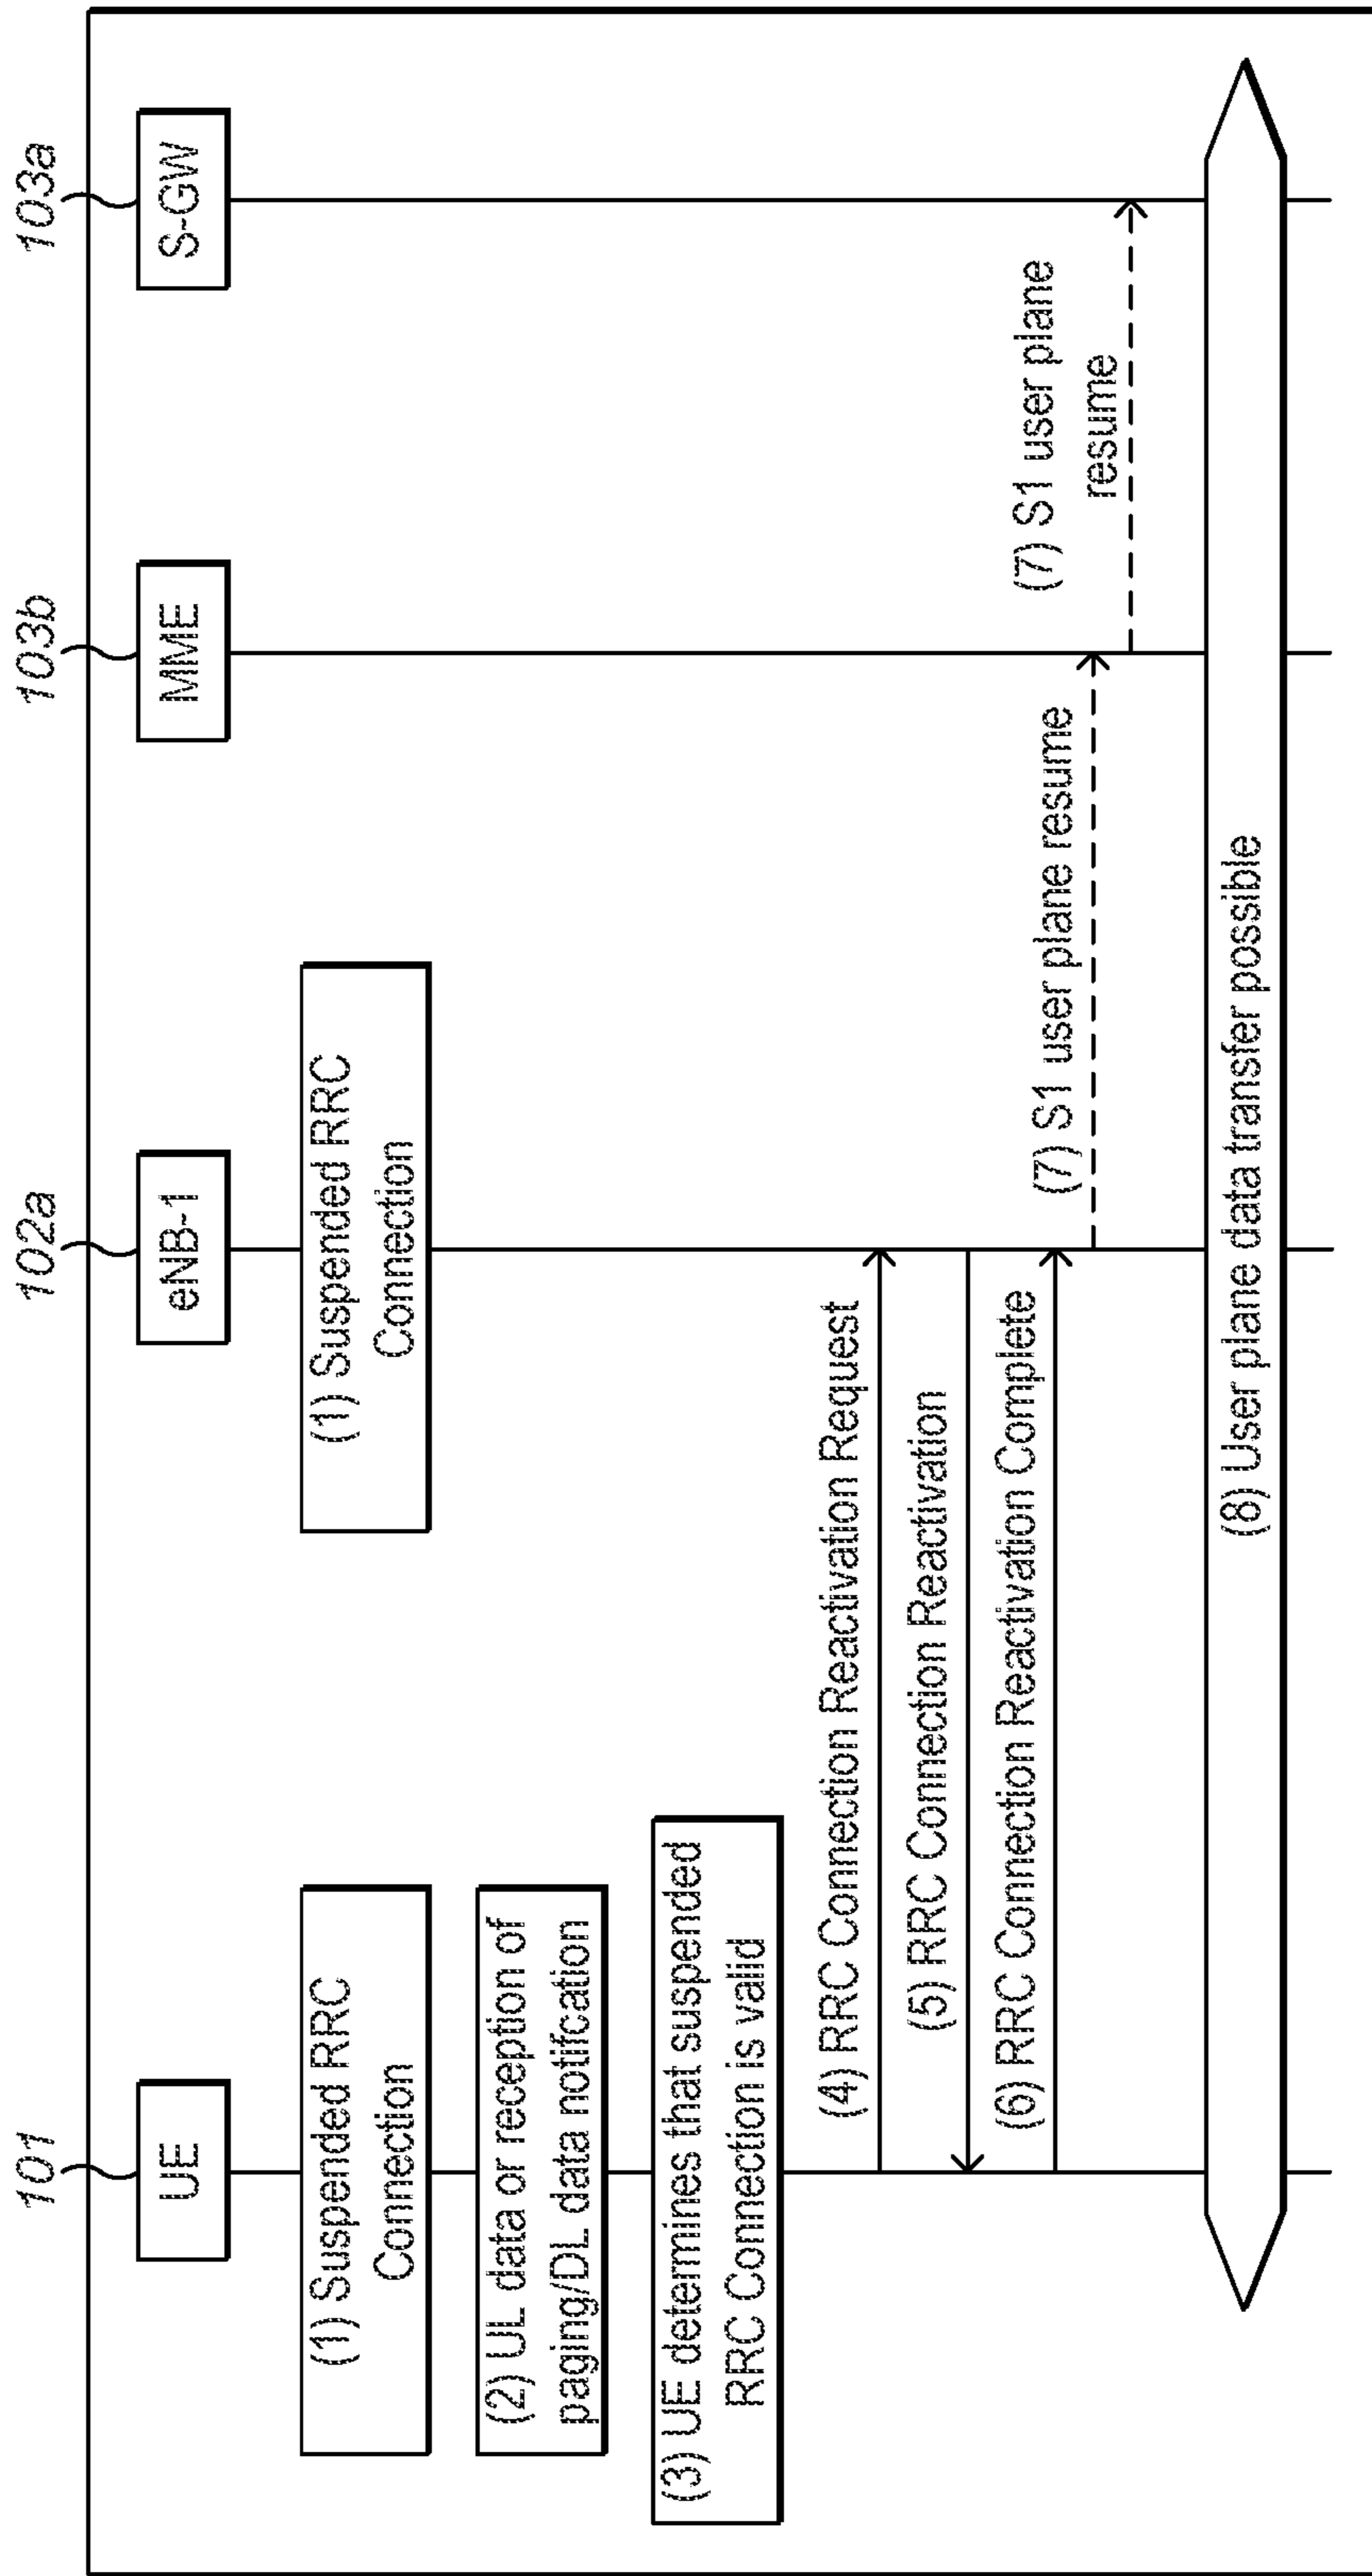 101
102a
103b
103a
UE
eNB-1
MME
S-GW
(1) Suspended RRC
Connection
(1) Suspended RRC
Connection
(2) UL data or reception of
paging/DL data notifcation
(3) UE determines that suspended
RRC Connection is valid
(4) RRC Connection Reactivation Request
(5) RRC Connection Reactivation
(6) RRC Connection Reactivation Complete
(7) S1 user plane resume
(7) S1 user plane
resume
(8) User plane data transfer possible